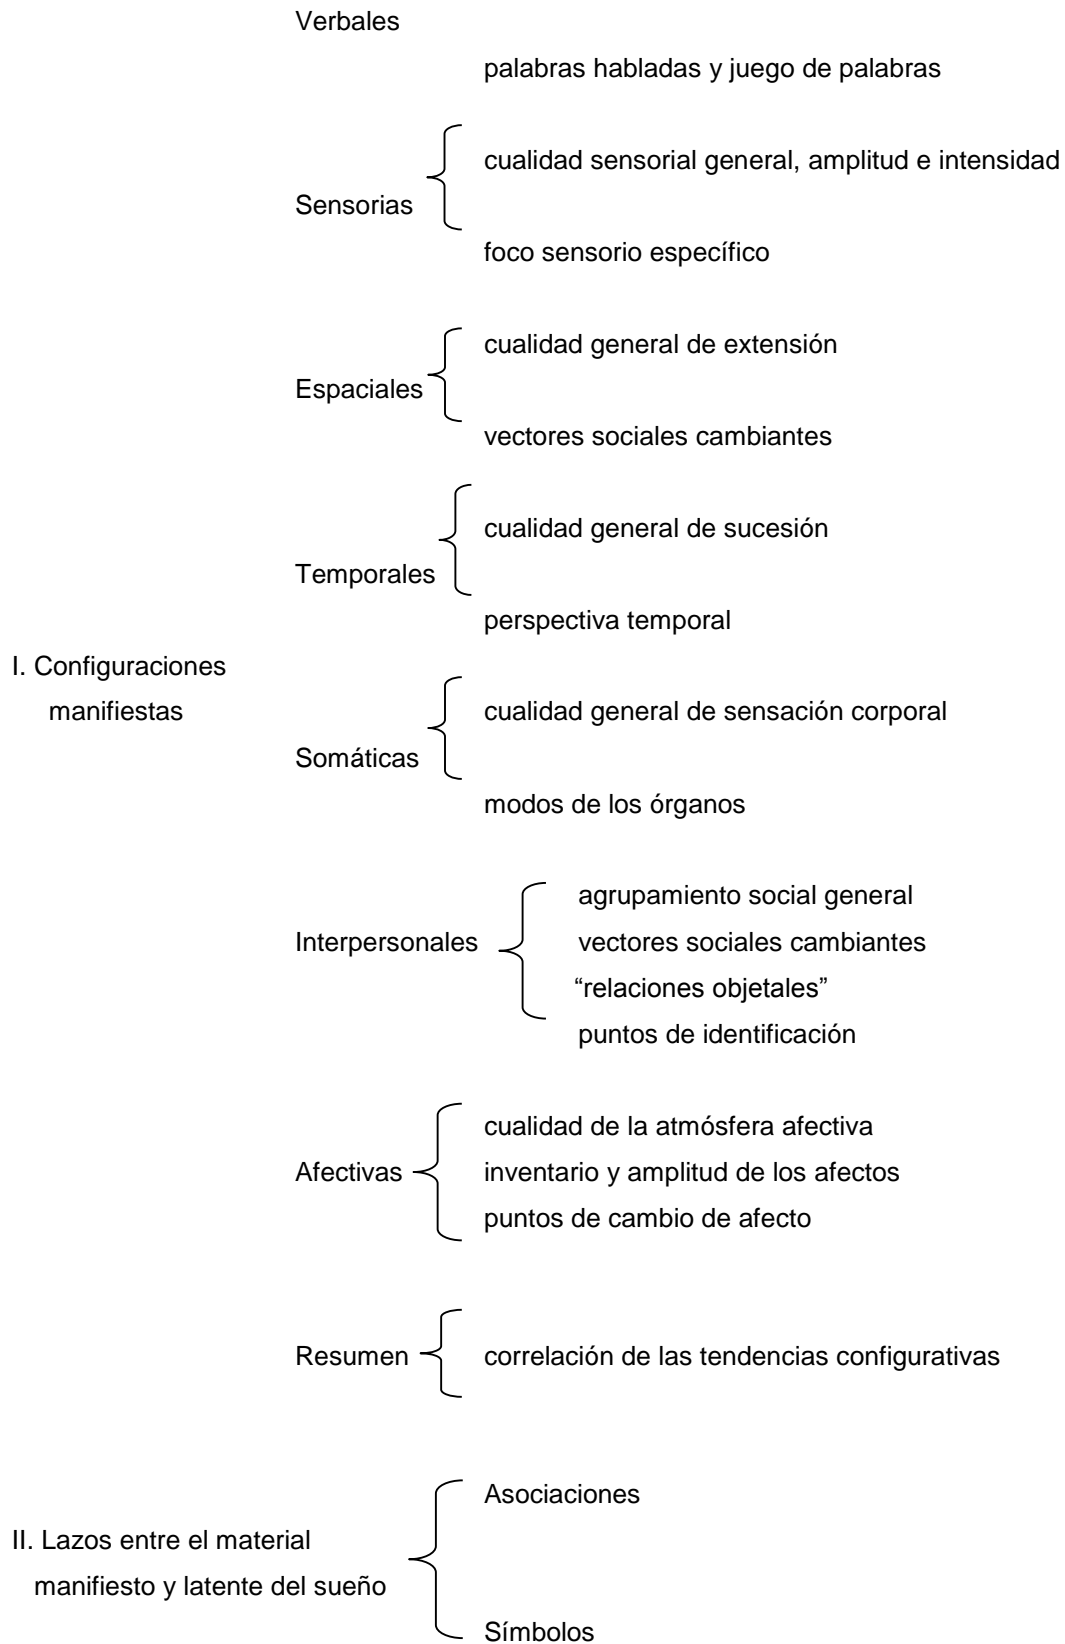 Verbales
palabras habladas y juego de palabras
cualidad sensorial general, amplitud e intensidad
Sensorias
foco sensorio específico
cualidad general de extensión
Espaciales
vectores sociales cambiantes
cualidad general de sucesión
Temporales
perspectiva temporal
I. Configuraciones
manifiestas
cualidad general de sensación corporal
Somáticas
modos de los órganos
agrupamiento social general
Interpersonales
vectores sociales cambiantes
“relaciones objetales”
puntos de identificación
cualidad de la atmósfera afectiva
Afectivas
inventario y amplitud de los afectos
puntos de cambio de afecto
Resumen
correlación de las tendencias configurativas
Asociaciones
II. Lazos entre el material
manifiesto y latente del sueño
Símbolos